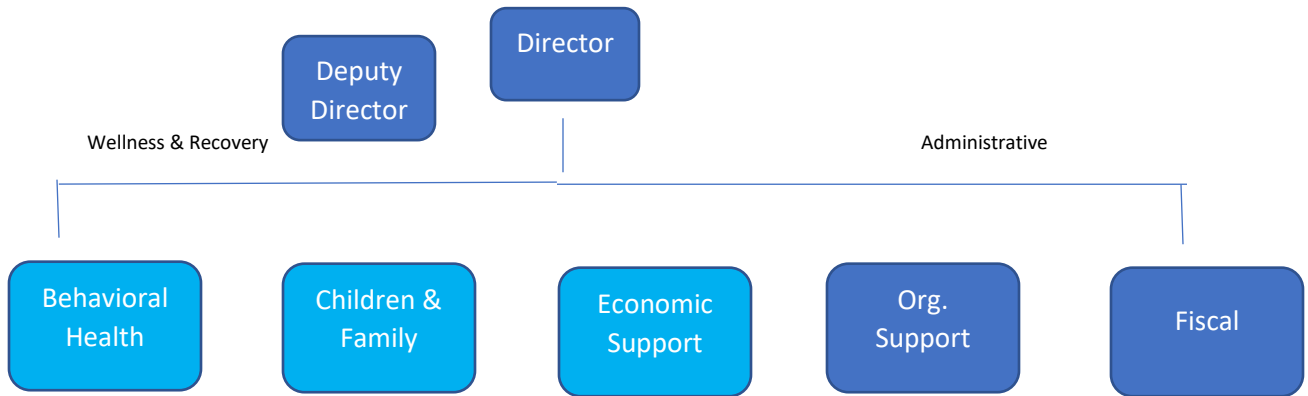 Director
Deputy
Director
Wellness & Recovery
Administrative
Behavioral
Health
Children &
Family
Economic
Support
Org.
Support
Fiscal